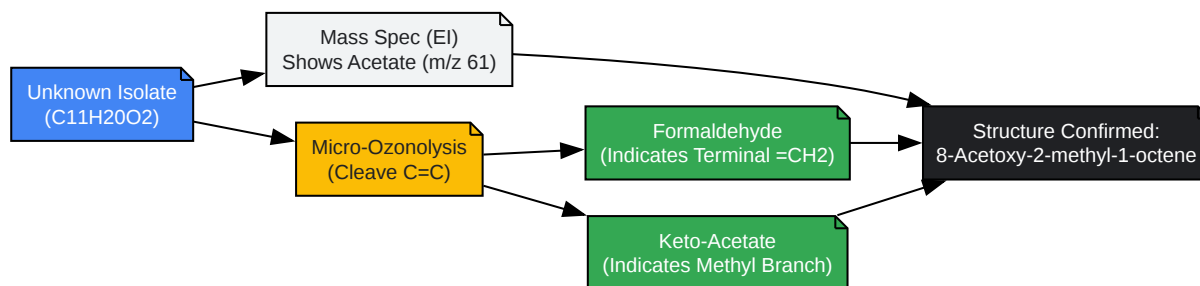 Unknown Isolate
(C11H20O2)
Mass Spec (EI)
Shows Acetate (m/z 61)
Micro-Ozonolysis
(Cleave C=C)
Formaldehyde
(Indicates Terminal =CH2)
Keto-Acetate
(Indicates Methyl Branch)
Structure Confirmed:
8-Acetoxy-2-methyl-1-octene